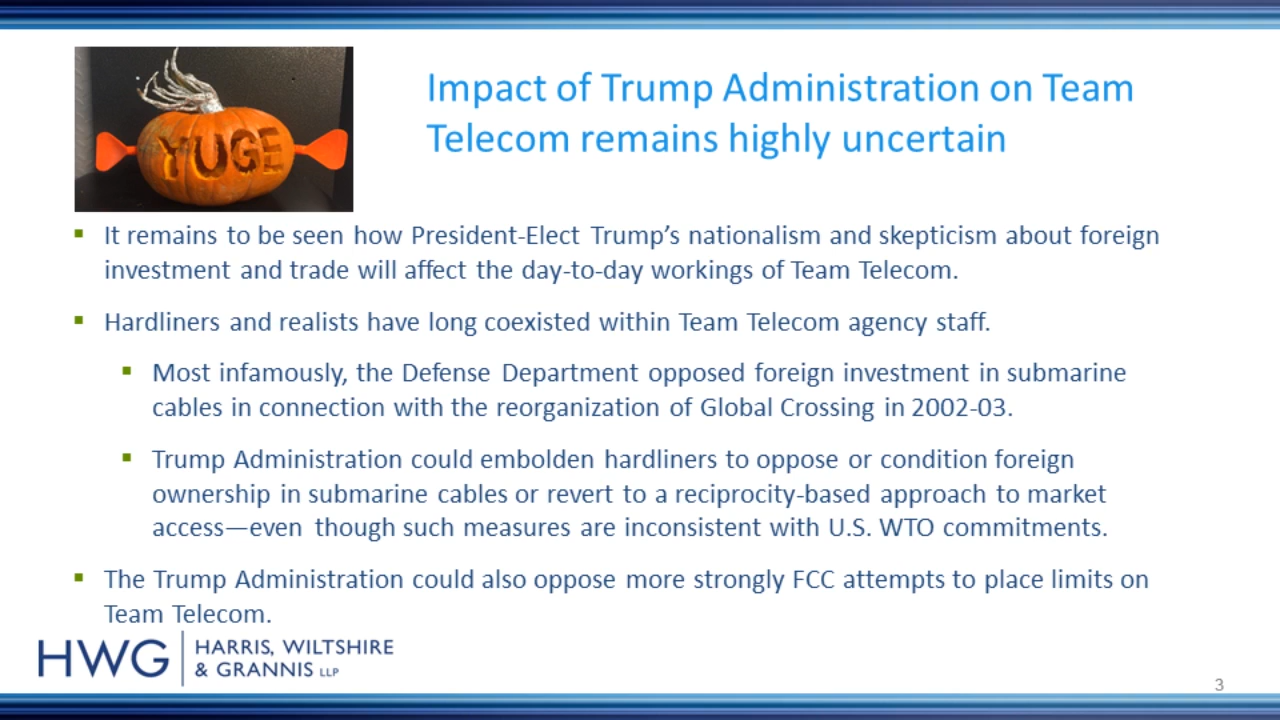 YUGE
Impact of Trump Administration on Team
Telecom remains highly uncertain
▪ It remains to be seen how President-Elect Trump’s nationalism and skepticism about foreign
investment and trade will affect the day-to-day workings of Team Telecom.
▪ Hardliners and realists have long coexisted within Team Telecom agency staff.
▪ Most infamously, the Defense Department opposed foreign investment in submarine
cables in connection with the reorganization of Global Crossing in 2002-03.
▪ Trump Administration could embolden hardliners to oppose or condition foreign
ownership in submarine cables or revert to a reciprocity-based approach to market
access—even though such measures are inconsistent with U.S. WTO commitments.
▪ The Trump Administration could also oppose more strongly FCC attempts to place limits on
Team Telecom.
HWG HARRIS, WILTSHIRE
& GRANNIS LLP
3